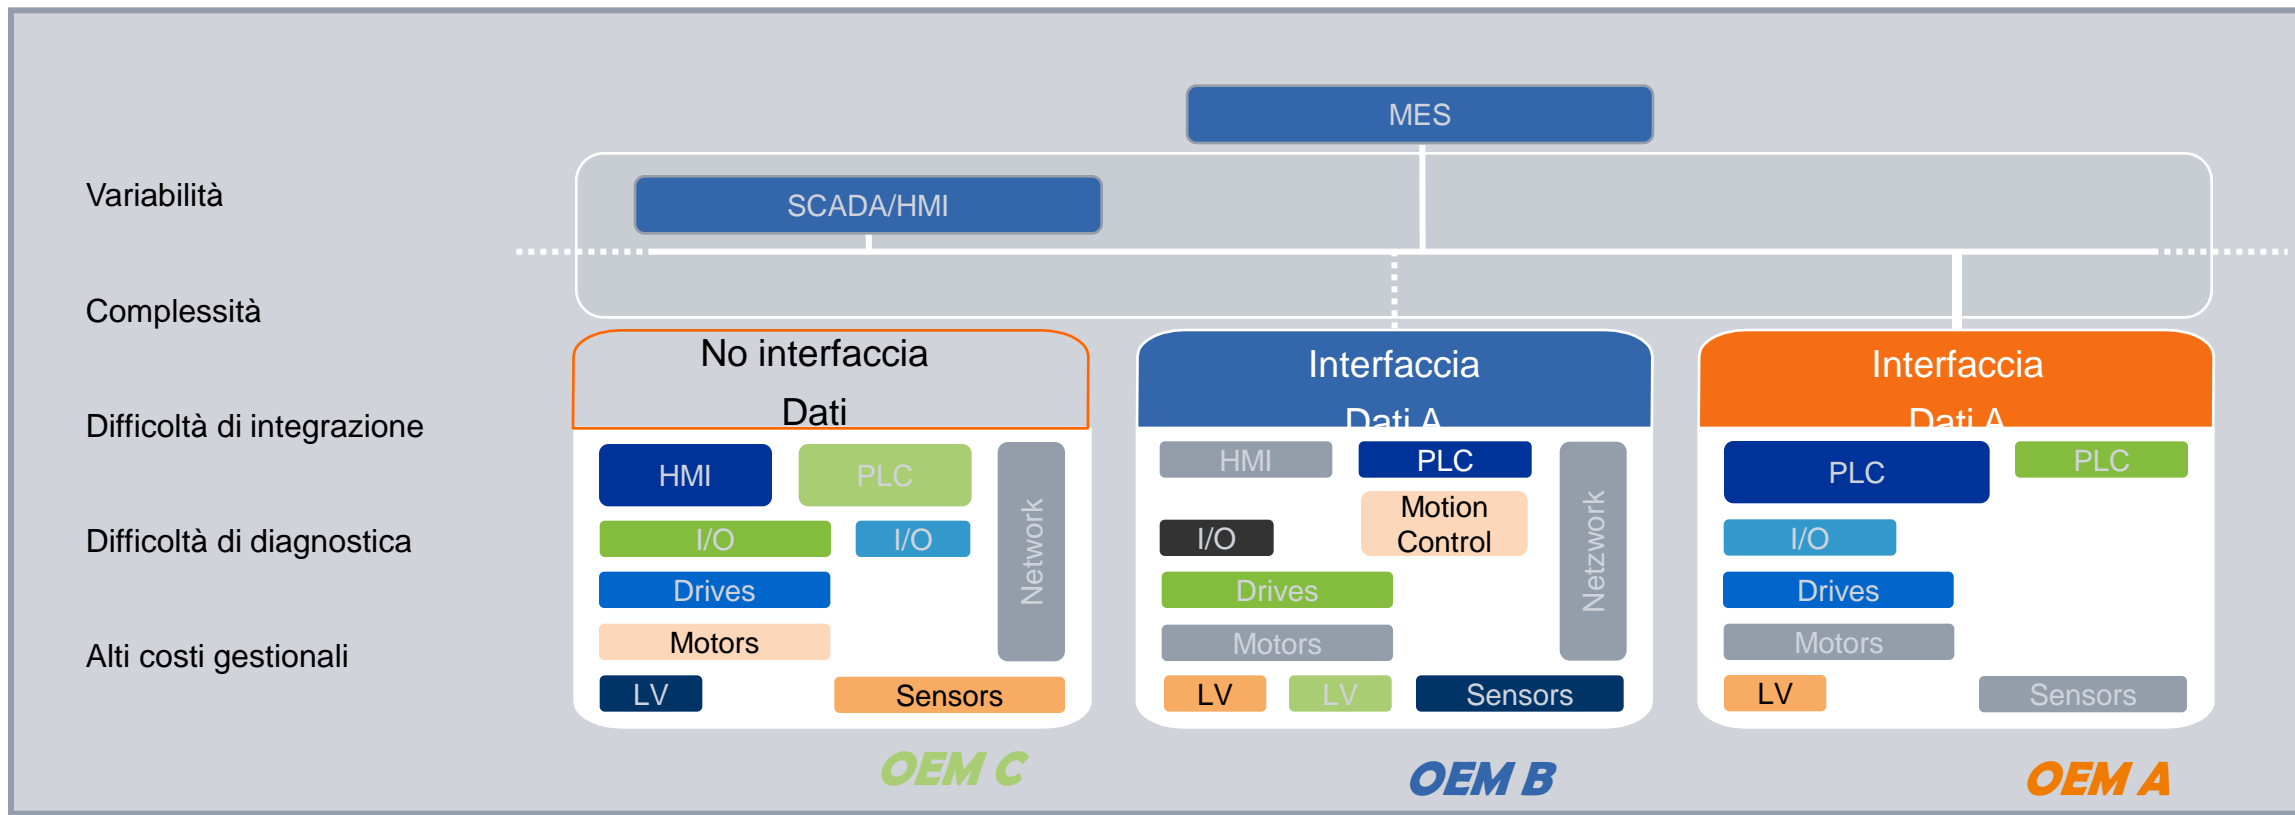 MES
Variabilità
SCADA/HMI
Complessità
Difficoltà di integrazione
Difficoltà di diagnostica
Alti costi gestionali
No interfaccia
Dati
HMI
PLC
I/O
I/O
Drives
Motors
LV
Sensors
Network
OEM C
Interfaccia
Dati A
HMI
PLC
Motion
Control
I/O
Drives
Motors
LV
LV
Sensors
Netzwork
OEM B
Interfaccia
Dati A
PLC
PLC
I/O
Drives
Motors
LV
Sensors
OEM A